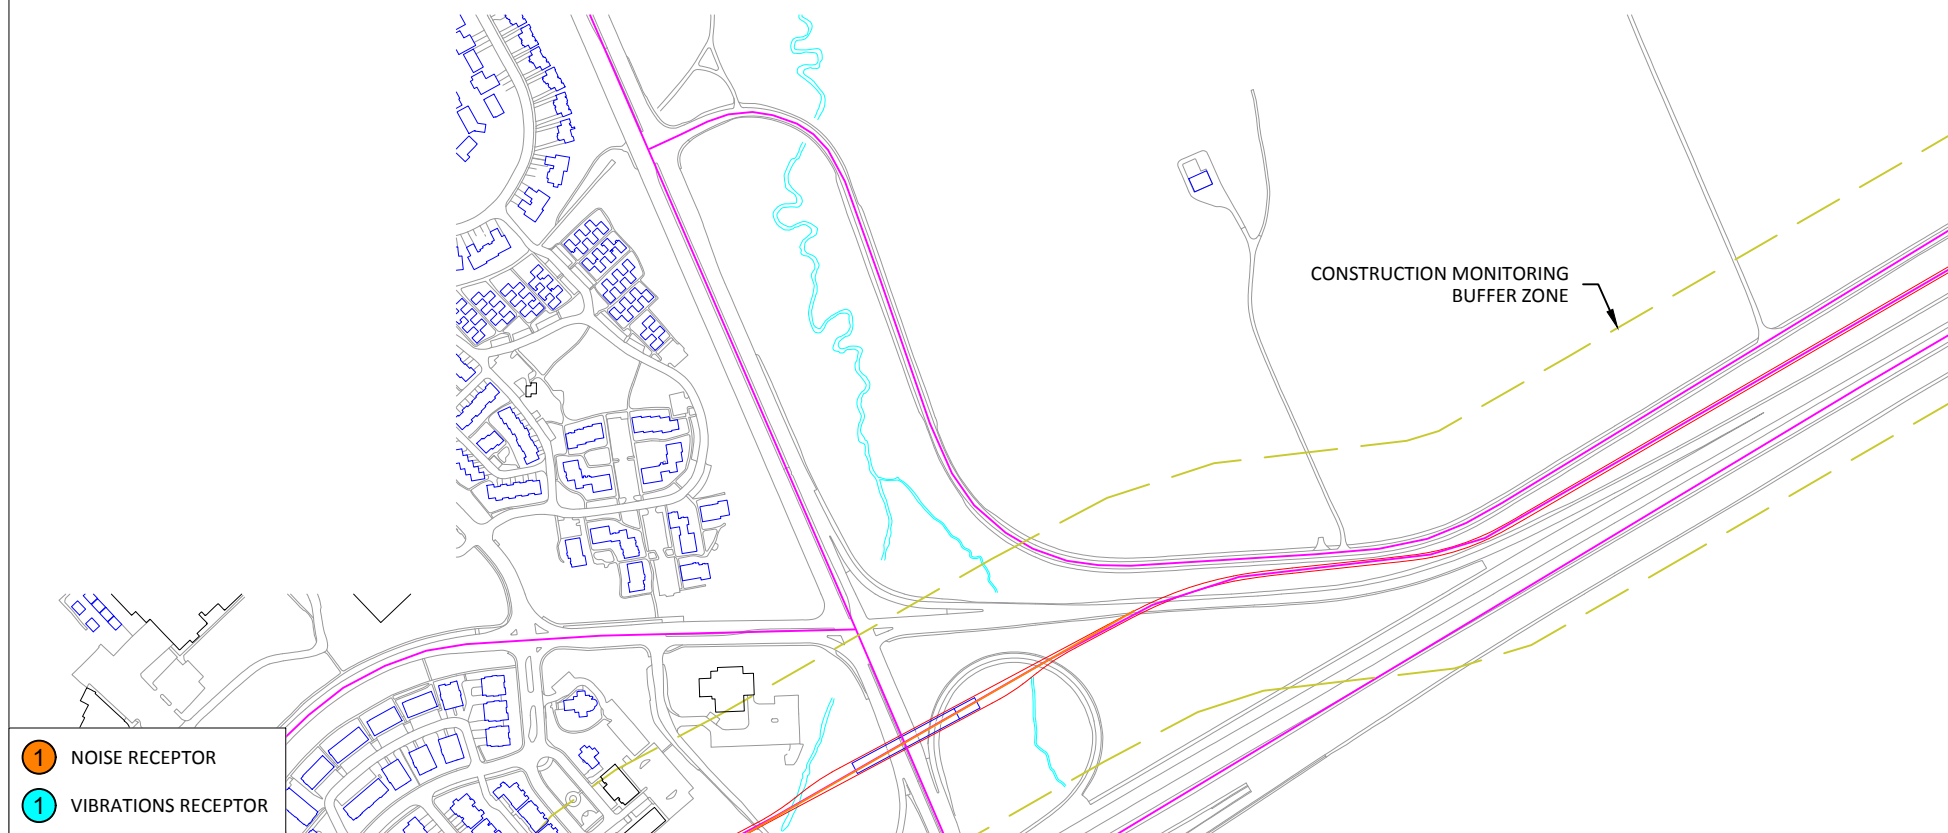 CONSTRUCTION MONITORING
BUFFER ZONE
1 NOISE RECEPTOR
1 VIBRATIONS RECEPTOR